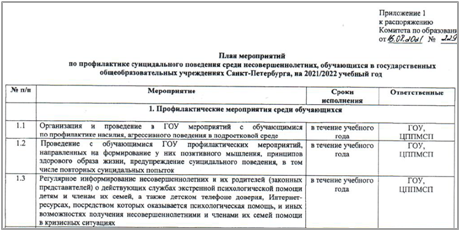 Приложение 1
к распоряжению
Комитета по образован
от № 229
План мероприятий
по профилактике суицидального поведения среди несовершеннолетних, обучающихся в государственных
общеобразовательных учреждениях Санкт-Петербурга, на 2021/2022 учебный год
№ п/п Мероприятие Сроки исполнения Ответственные
1. Профилактические мероприятия среди обучающихся
1.1 Организация и проведение в ГОУ мероприятий с обучающимися в течение учебного ГОУ,
по профилактике насилия, агрессивного поведения в подростковой среде года ЦППМСП
1.2 Проведение с обучающимися ГОУ профилактических мероприятий, в течение учебного ГОУ,
направленных на формирование у них позитивного мышления, принципов года ЦППМСП
здорового образа жизни, предупреждение суицидального поведения, в том
числе повторных суицидальных попыток
1.3 Регулярное информирование несовершеннолетних и их родителей (законных в течение учебного ГОУ,
представителей) о действующих службах экстренной психологической помощи года ЦППМСП
детям и членам их семей, а также детском телефоне доверия, Интернет-
ресурсах, посредством которых оказывается психологическая помощь, и иных
возможностях получения несовершеннолетними и членами их семей помощи
в кризисных ситуациях